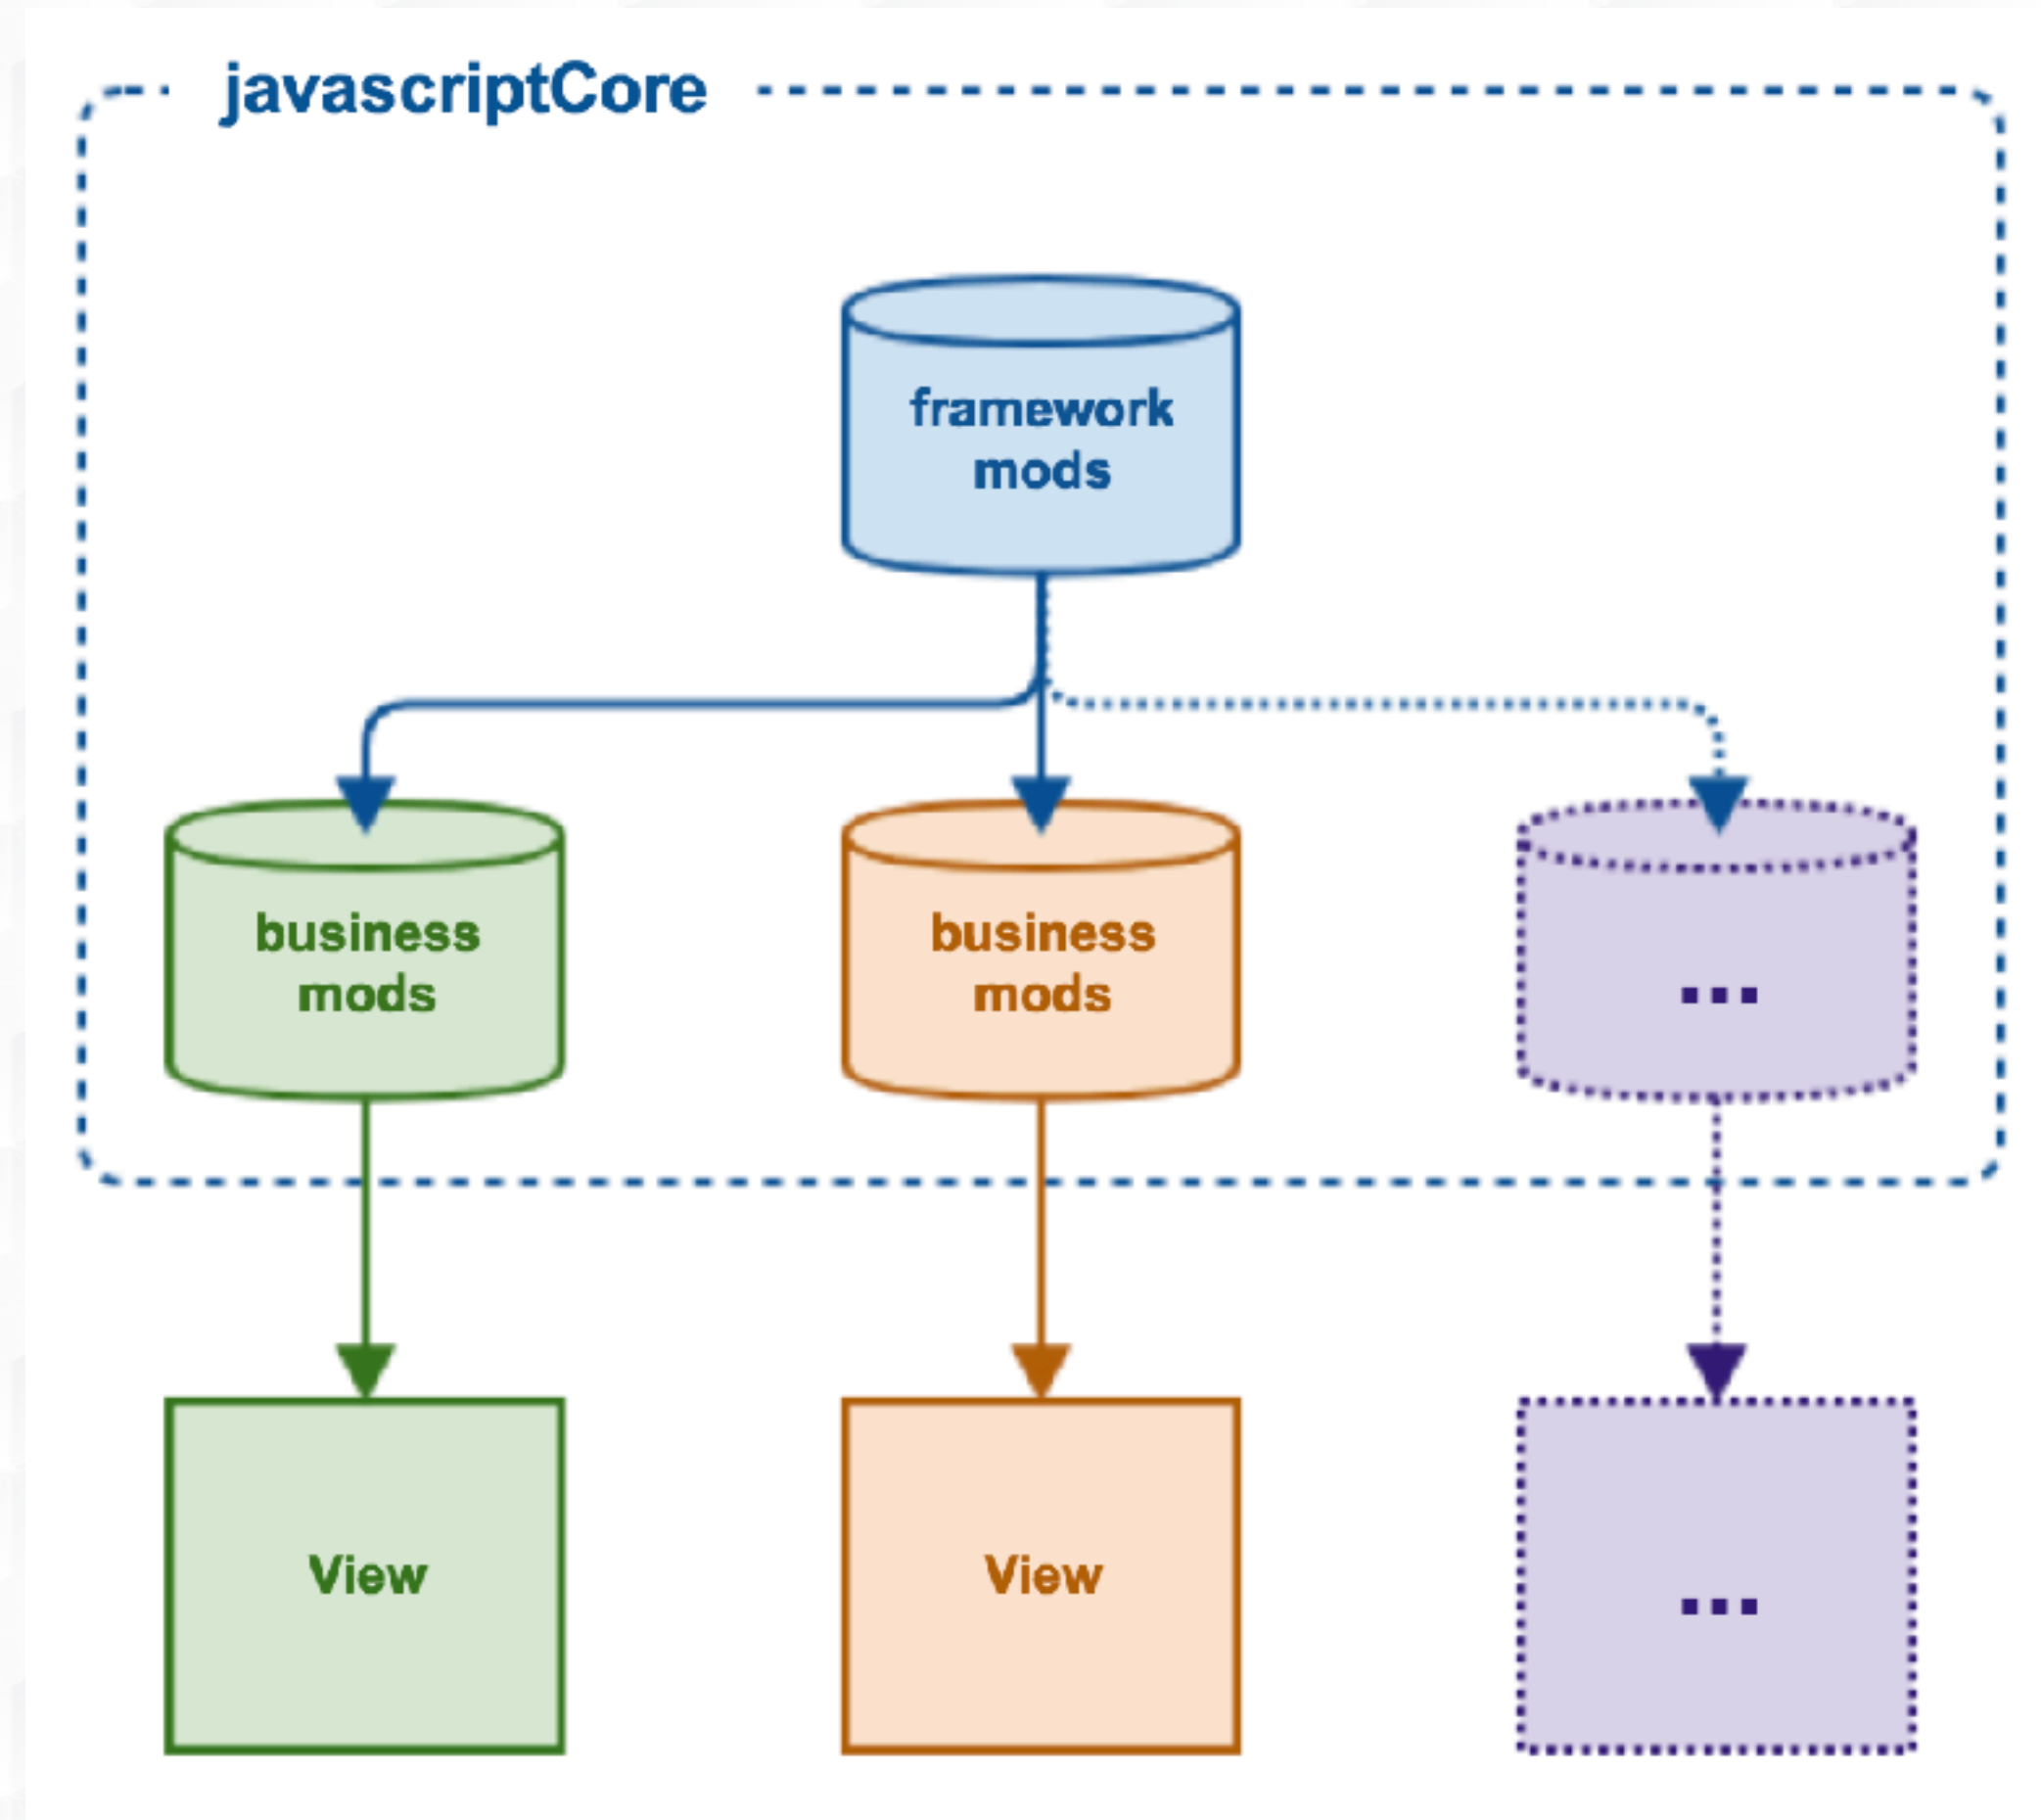 javascriptCore
framework
mods
business
mods
business
mods
...
View
View
...